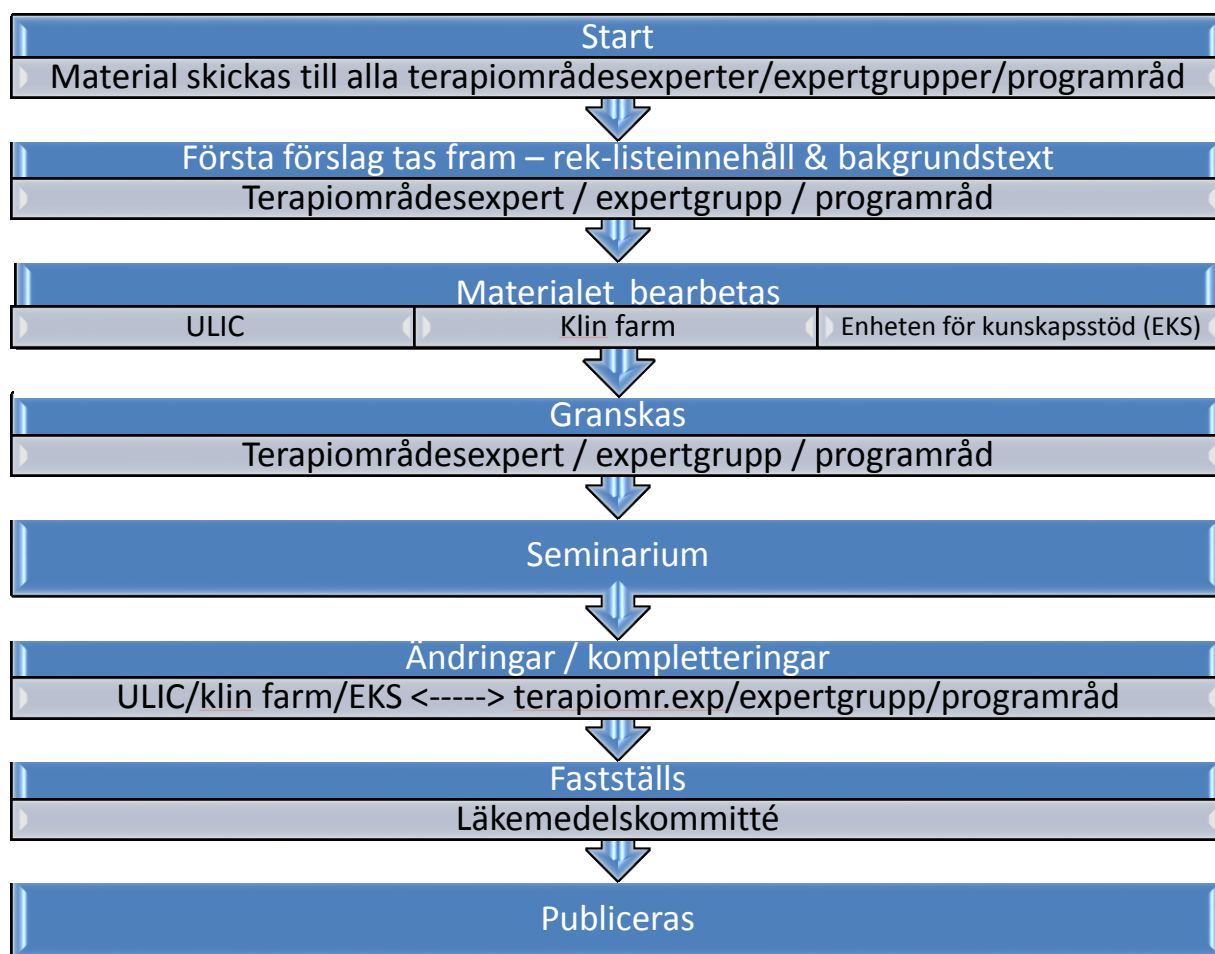 Start
Material skickas till alla terapiområdesexperter/expertgrupper/programråd
Första förslag tas fram – rek-listeinnehåll & bakgrundstext
Terapiområdesexpert / expertgrupp / programråd
Materialet bearbetas
ULIC
Klin farm
Enheten för kunskapsstöd (EKS)
Granskas
Terapiområdesexpert / expertgrupp / programråd
Seminarium
Ändringar / kompletteringar
ULIC/klin farm/EKS <-----> terapiomr.exp/expertgrupp/programråd
Fastställs
Läkemedelskommitté
Publiceras